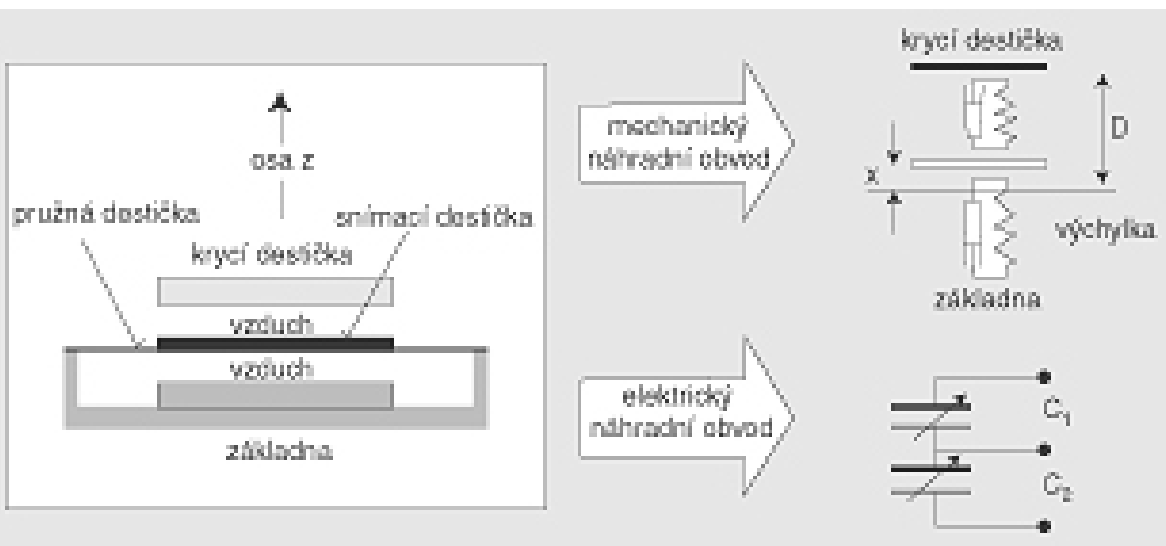 osa z
pružná destička
snímací destička
krycí destička
vzduch
vzduch
základna
mechanický
náhradní obvod
elektrický
náhradní obvod
krycí destička
D
x
výchylka
základna
C1
C2